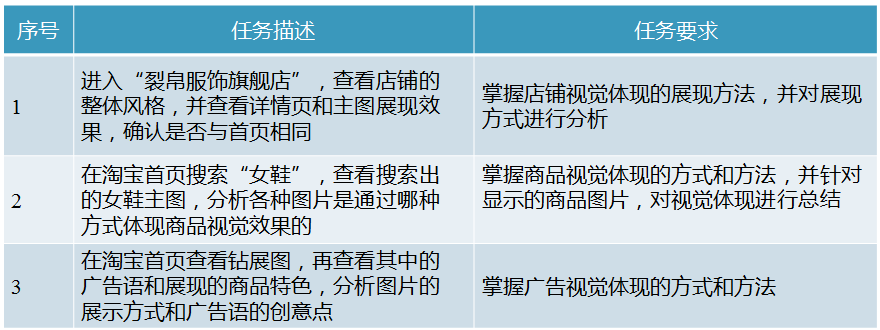 序号 任务描述 任务要求
1
进入“裂帛服饰旗舰店”，查看店铺的
整体风格，并查看详情页和主图展现效
果，确认是否与首页相同
掌握店铺视觉体现的展现方法，并对展现
方式进行分析
2
在淘宝首页搜索“女鞋”，查看搜索出
的女鞋主图，分析各种图片是通过哪种
方式体现商品视觉效果的
掌握商品视觉体现的方式和方法，并针对
显示的商品图片，对视觉体现进行总结
3
在淘宝首页查看钻展图，再查看其中的
广告语和展现的商品特色，分析图片的
展示方式和广告语的创意点
掌握广告视觉体现的方式和方法